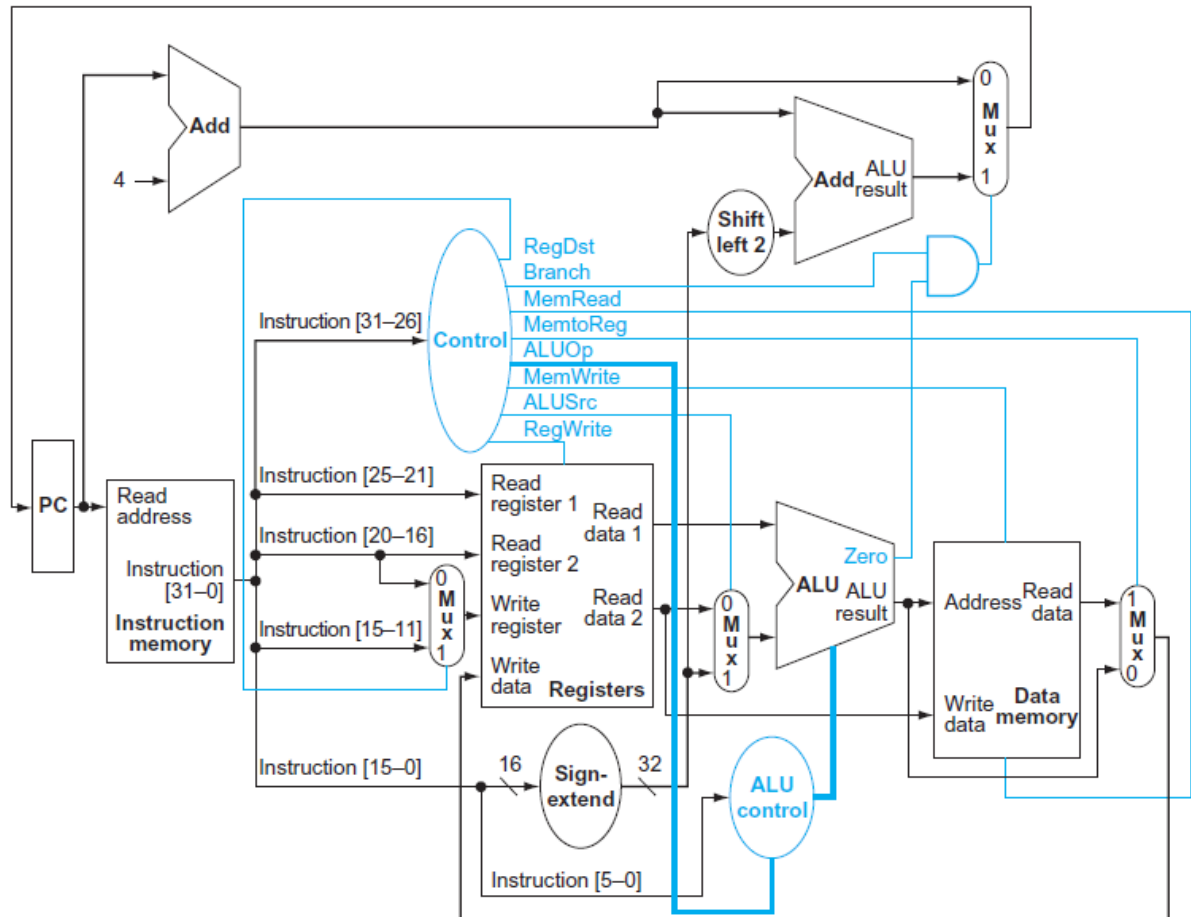 0
M
u
x
1
Add
4
Add ALU
result
Shift
left 2
RegDst
Branch
MemRead
MemtoReg
ALUOp
MemWrite
ALUSrc
RegWrite
Control
Instruction [31–26]
PC
Read
address
Instruction
[31–0]
Instruction
memory
Instruction [25–21]
Instruction [20–16]
Instruction [15–11]
0
M
u
x
1
Read
register 1
Read
register 2
Write
register
Write
data
Read
data 1
Read
data 2
Registers
0
M
u
x
1
Zero
ALU ALU
result
Address
Read
data
Write
data
Data
memory
1
M
u
x
0
Instruction [15–0]
16
Sign-
extend
32
ALU
control
Instruction [5–0]